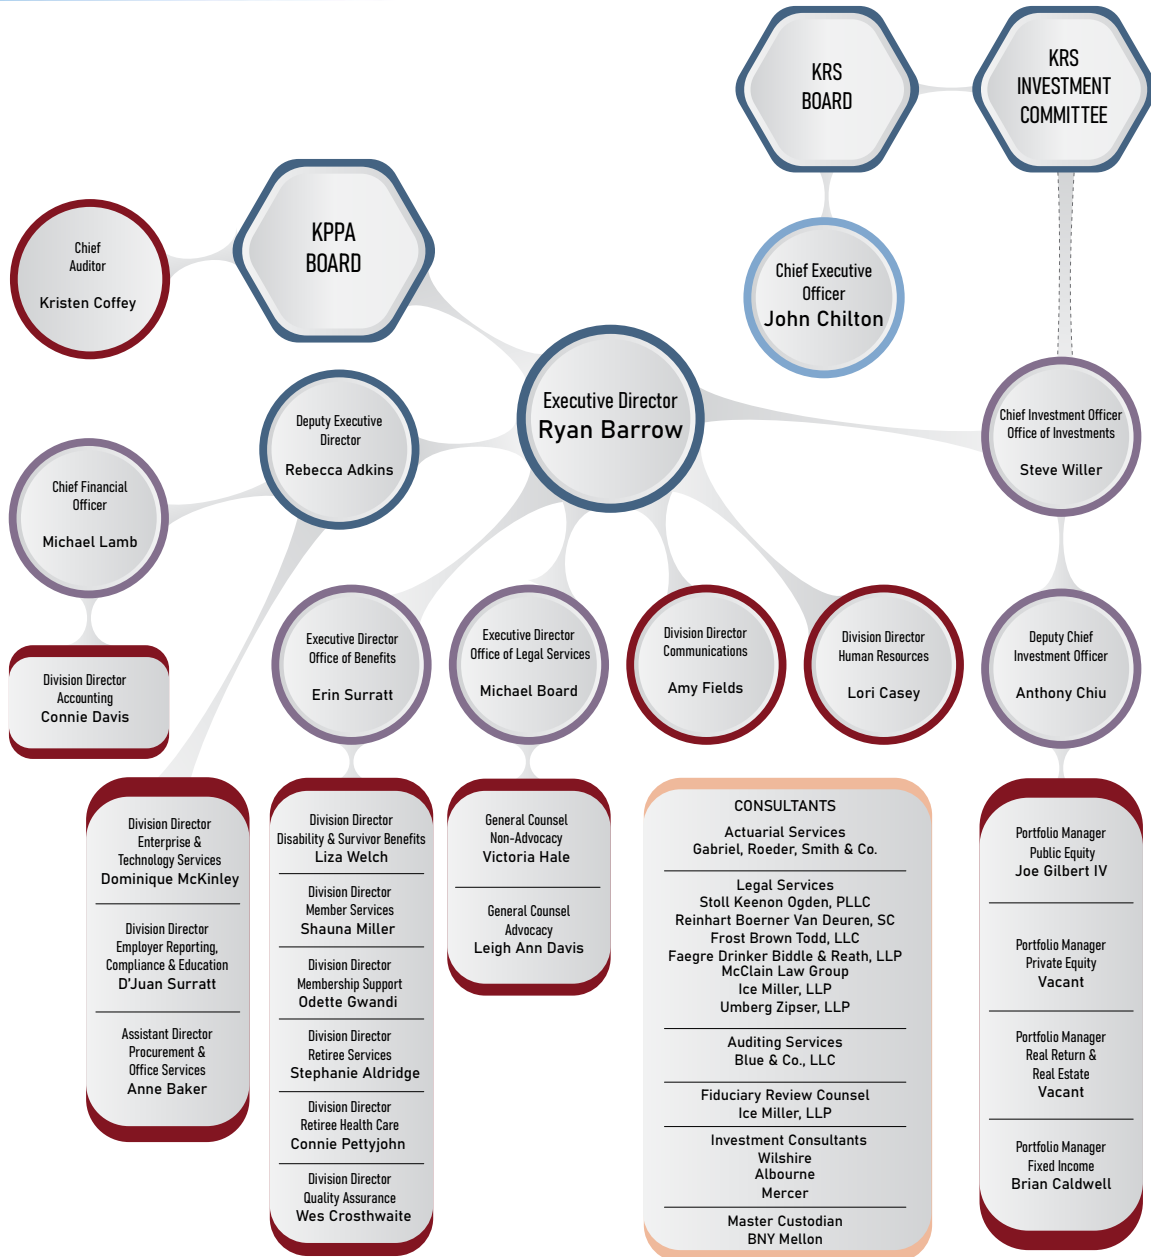 KRS
BOARD
KRS
INVESTMENT
COMMITTEE
KPPA
BOARD
Chief
Auditor
Kristen Coffey
Chief Executive
Officer
John Chilton
Executive Director
Ryan Barrow
Deputy Executive
Director
Rebecca Adkins
Chief Investment Officer
Office of Investments
Steve Willer
Chief Financial
Officer
Michael Lamb
Division Director
Accounting
Connie Davis
Executive Director
Office of Benefits
Erin Surratt
Executive Director
Office of Legal Services
Michael Board
Division Director
Communications
Amy Fields
Division Director
Human Resources
Lori Casey
Deputy Chief
Investment Officer
Anthony Chiu
Division Director
Enterprise &
Technology Services
Dominique McKinley
Division Director
Employer Reporting,
Compliance & Education
D'Juan Surratt
Assistant Director
Procurement &
Office Services
Anne Baker
Division Director
Disability & Survivor Benefits
Liza Welch
Division Director
Member Services
Shauna Miller
Division Director
Membership Support
Odette Gwandi
Division Director
Retiree Services
Stephanie Aldridge
Division Director
Retiree Health Care
Connie Pettyjohn
Division Director
Quality Assurance
Wes Crosthwaite
General Counsel
Non-Advocacy
Victoria Hale
General Counsel
Advocacy
Leigh Ann Davis
CONSULTANTS
Actuarial Services
Gabriel, Roeder, Smith & Co.
Legal Services
Stoll Keenon Ogden, PLLC
Reinhart Boerner Van Deuren, SC
Frost Brown Todd, LLC
Faegre Drinker Biddle & Reath, LLP
McClain Law Group
Ice Miller, LLP
Umberg Zipser, LLP
Auditing Services
Blue & Co., LLC
Fiduciary Review Counsel
Ice Miller, LLP
Investment Consultants
Wilshire
Albourne
Mercer
Master Custodian
BNY Mellon
Portfolio Manager
Public Equity
Joe Gilbert IV
Portfolio Manager
Private Equity
Vacant
Portfolio Manager
Real Return &
Real Estate
Vacant
Portfolio Manager
Fixed Income
Brian Caldwell